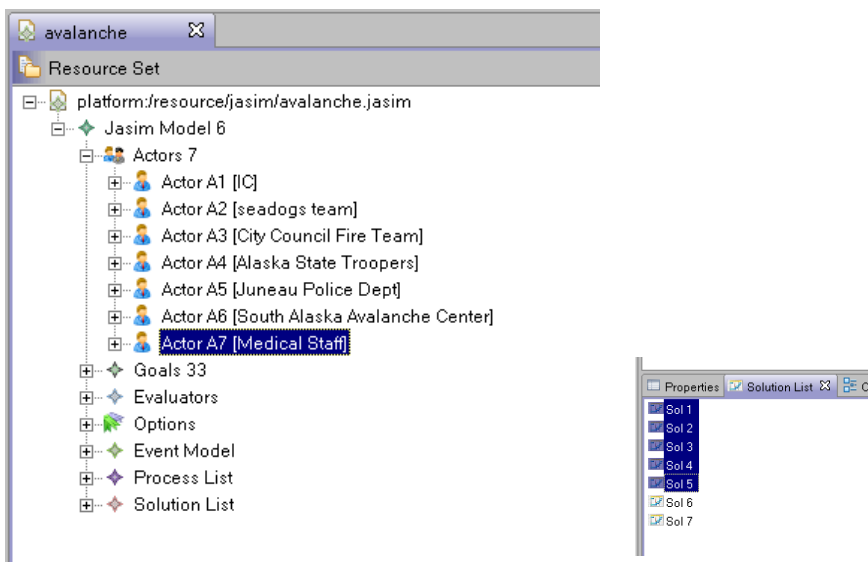 avalanche
Resource Set
platform:/resource/jasim/avalanche.jasim
Jasim Model 6
Actors 7
Actor A1 [IC]
Actor A2 [seadogs team]
Actor A3 [City Council Fire Team]
Actor A4 [Alaska State Troopers]
Actor A5 [Juneau Police Dept]
Actor A6 [South Alaska Avalanche Center]
Actor A7 [Medical Staff]
Goals 33
Evaluators
Options
Event Model
Process List
Solution List
Properties Solution List
Sol 1
Sol 2
Sol 3
Sol 4
Sol 5
Sol 6
Sol 7